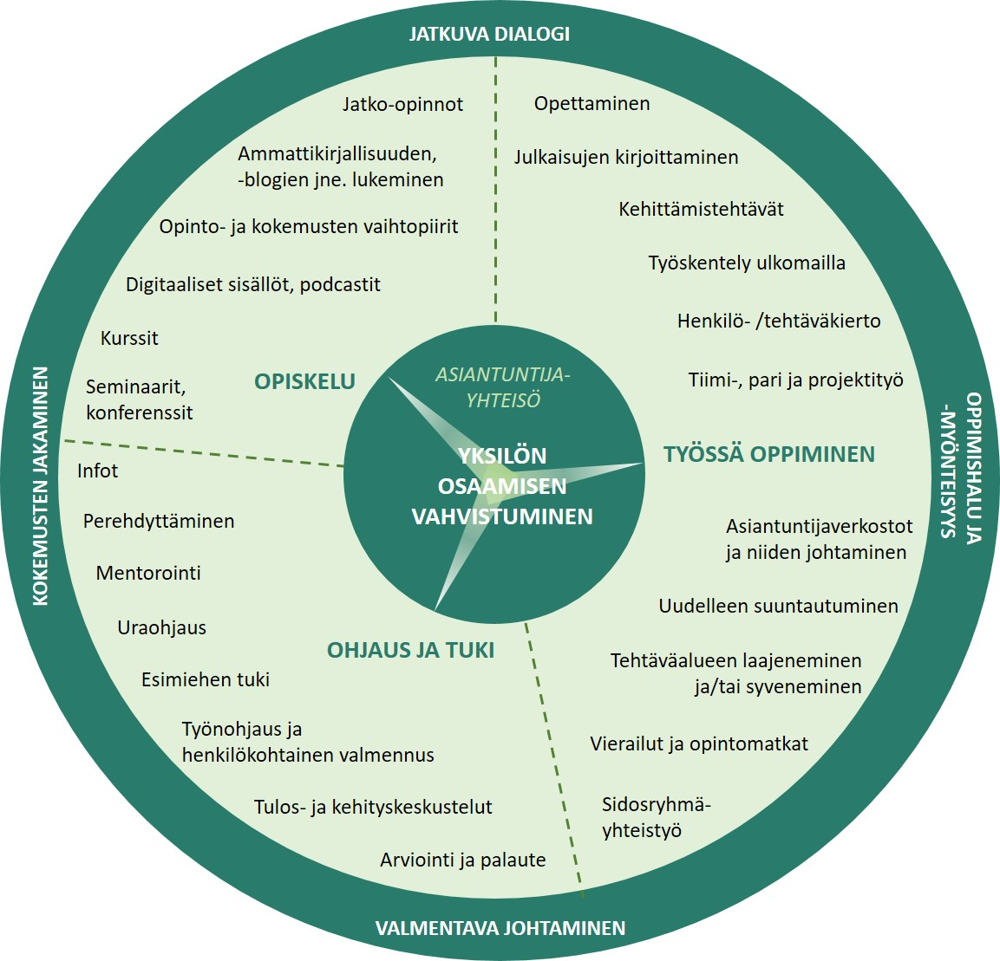 JATKUVA DIALOGI
Jatko-opinnot
Ammattikirjallisuuden,
-blogien jne. lukeminen
Opinto- ja kokemusten vaihtopiirit
Digitaaliset sisällöt, podcastit
Kurssit
Seminaarit,
konferenssit
OPISKELU
Opettaminen
Julkaisujen kirjoittaminen
Kehittämistehtävät
Työskentely ulkomailla
Henkilö- /tehtäväkierto
Tiimi-, pari ja projektityö
TYÖSSÄ OPPIMINEN
Asiantuntijaverkostot
ja niiden johtaminen
Uudelleen suuntautuminen
Tehtäväalueen laajeneminen
ja/tai syveneminen
Vierailut ja opintomatkat
Sidosryhmä-
yhteistyö
ASIANTUNTIJA-
YHTEISÖ
YKSILÖN
OSAAMISEN
VAHVISTUMINEN
Infot
Perehdyttäminen
Mentorointi
Uraohjaus
OHJAUS JA TUKI
Esimiehen tuki
Työnohjaus ja
henkilökohtainen valmennus
Tulos- ja kehityskeskustelut
Arviointi ja palaute
KOKEMUSTEN JAKAMINEN
OPPIMISHALU JA
-MYÖNTEISYYS
VALMENTAVA JOHTAMINEN